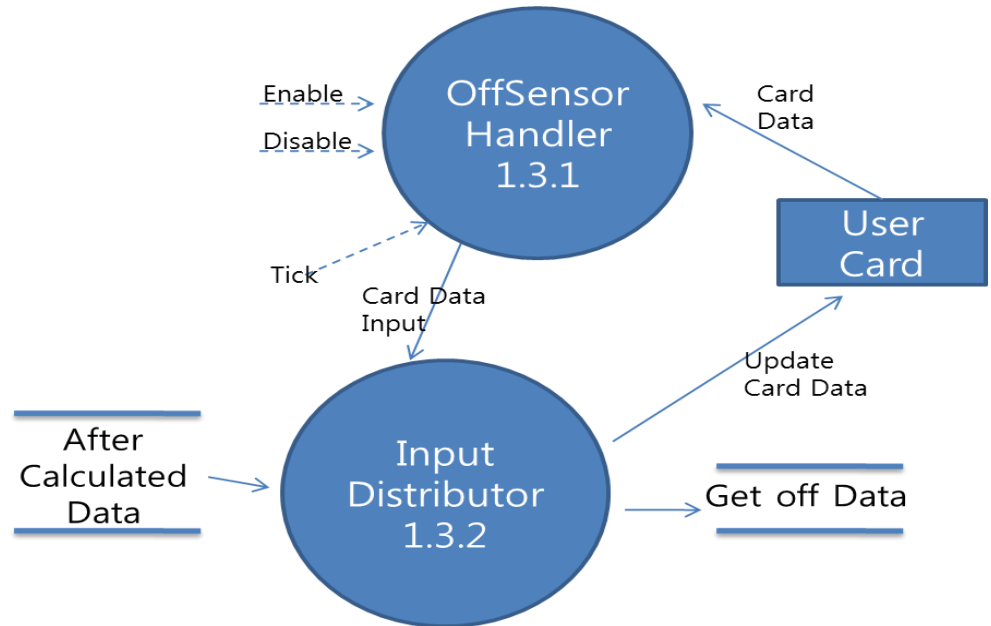 OffSensor
Handler
1.3.1
Enable
Disable
Tick
Card
Data
User
Card
Card Data
Input
Update
Card Data
After
Calculated
Data
Input
Distributor
1.3.2
Get off Data